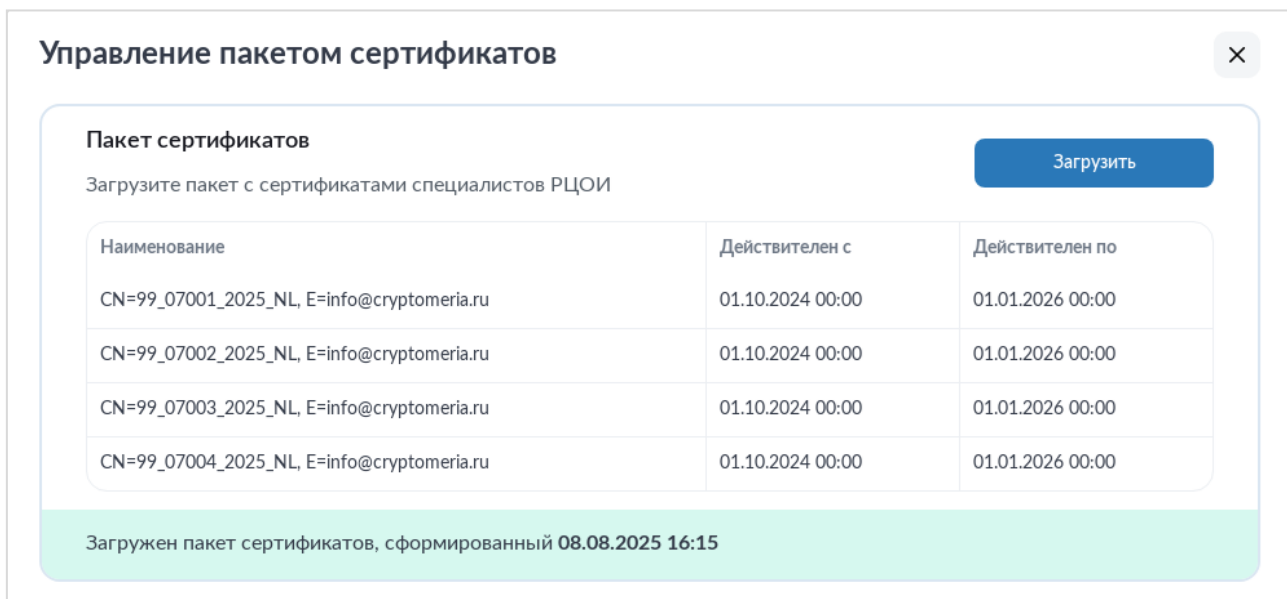 Управление пакетом сертификатов
Пакет сертификатов
Загрузить
Загрузите пакет с сертификатами специалистов РЦОИ
Наименование Действителен с Действителен по
CN=99_07001_2025_NL, E=info@cryptomeria.ru 01.10.2024 00:00 01.01.2026 00:00
CN=99_07002_2025_NL, E=info@cryptomeria.ru 01.10.2024 00:00 01.01.2026 00:00
CN=99_07003_2025_NL, E=info@cryptomeria.ru 01.10.2024 00:00 01.01.2026 00:00
CN=99_07004_2025_NL, E=info@cryptomeria.ru 01.10.2024 00:00 01.01.2026 00:00
Загружен пакет сертификатов, сформированный 08.08.2025 16:15